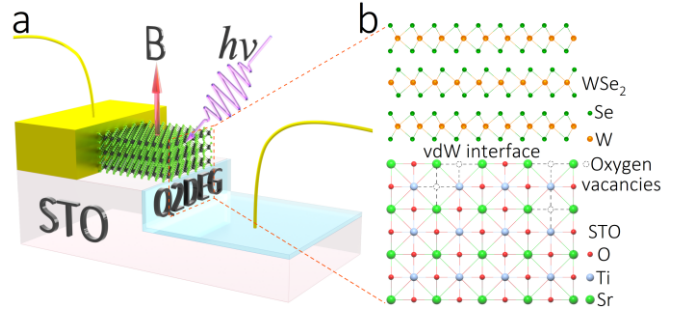 a
B
hν
STO
Q2DEG
b
WSe₂
Se
W
vdW interface
Oxygen
vacancies
STO
O
Ti
Sr